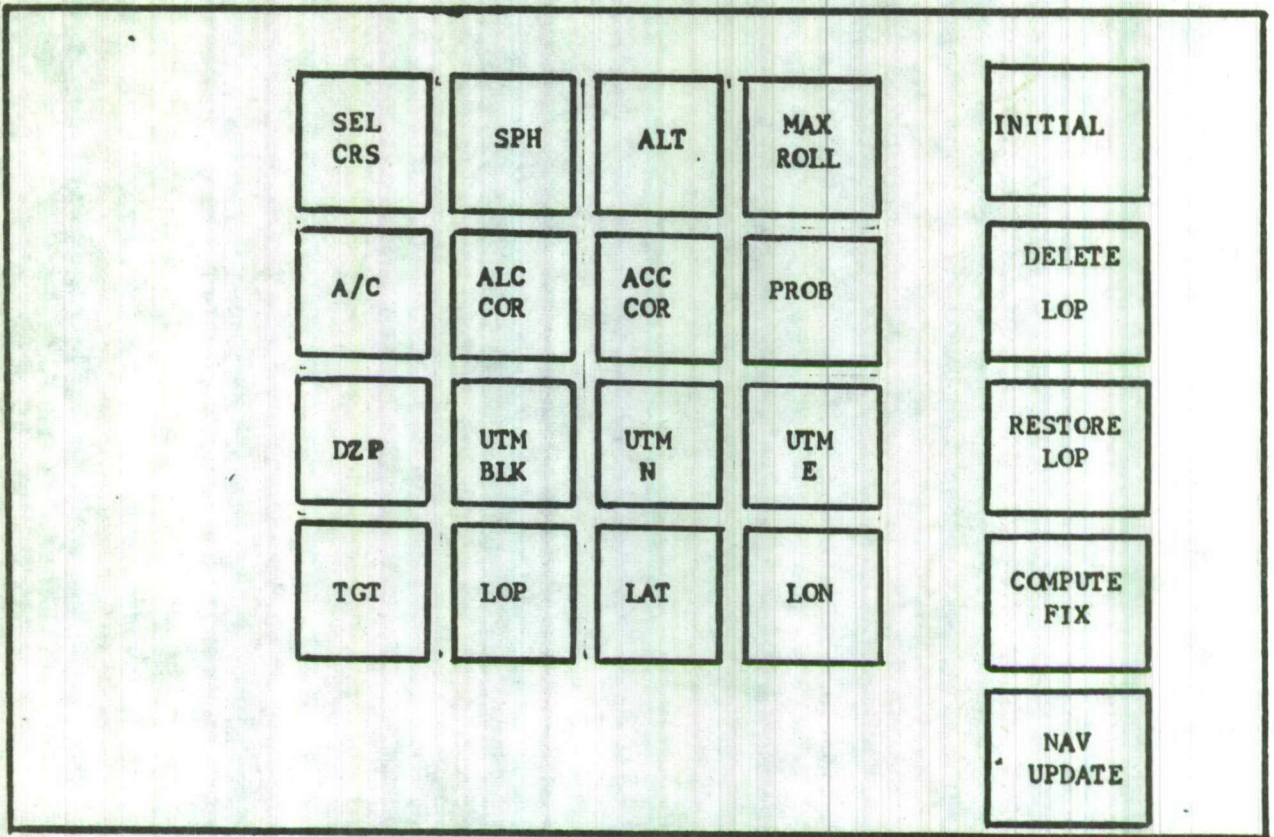 SEL
CRS
SPH
ALT
MAX
ROLL
INITIAL
A/C
ALC
COR
ACC
COR
PROB
DELETE
LOP
DZP
UTM
BLK
UTM
N
UTM
E
RESTORE
LOP
TGT
LOP
LAT
LON
COMPUTE
FIX
NAV
UPDATE